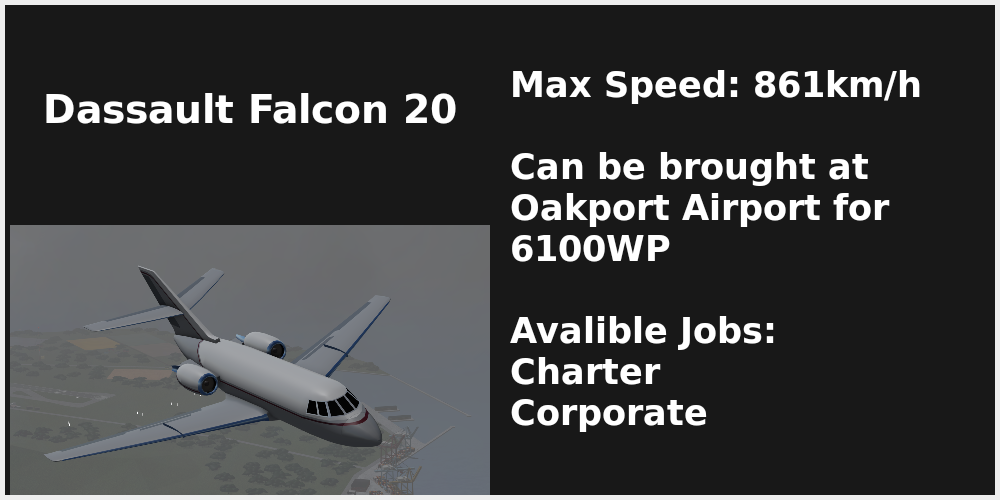 Dassault Falcon 20
Max Speed: 861km/h
Can be brought at
Oakport Airport for
6100WP
Avalible Jobs:
Charter
Corporate